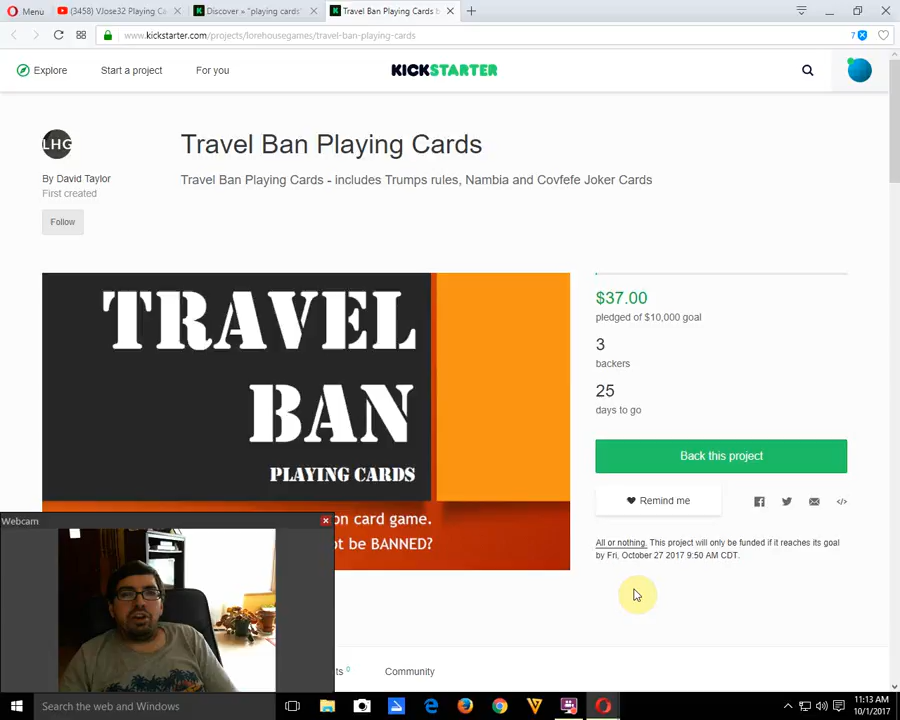 Menu
(3458) VJose32 Playing Ca
Discover » "playing cards"
Travel Ban Playing Cards b
www.kickstarter.com/projects/lorehousegames/travel-ban-playing-cards
7
Explore
Start a project
For you
KICKSTARTER
LHG
By David Taylor
First created
Follow
Travel Ban Playing Cards
Travel Ban Playing Cards - includes Trumps rules, Nambia and Covfefe Joker Cards
TRAVEL
BAN
PLAYING CARDS
on card game.
ot be BANNED?
$37.00
pledged of $10,000 goal
3
backers
25
days to go
Back this project
Remind me
All or nothing. This project will only be funded if it reaches its goal
by Fri, October 27 2017 9:50 AM CDT.
Webcam
ts 0
Community
Search the web and Windows
11:13 AM
10/1/2017